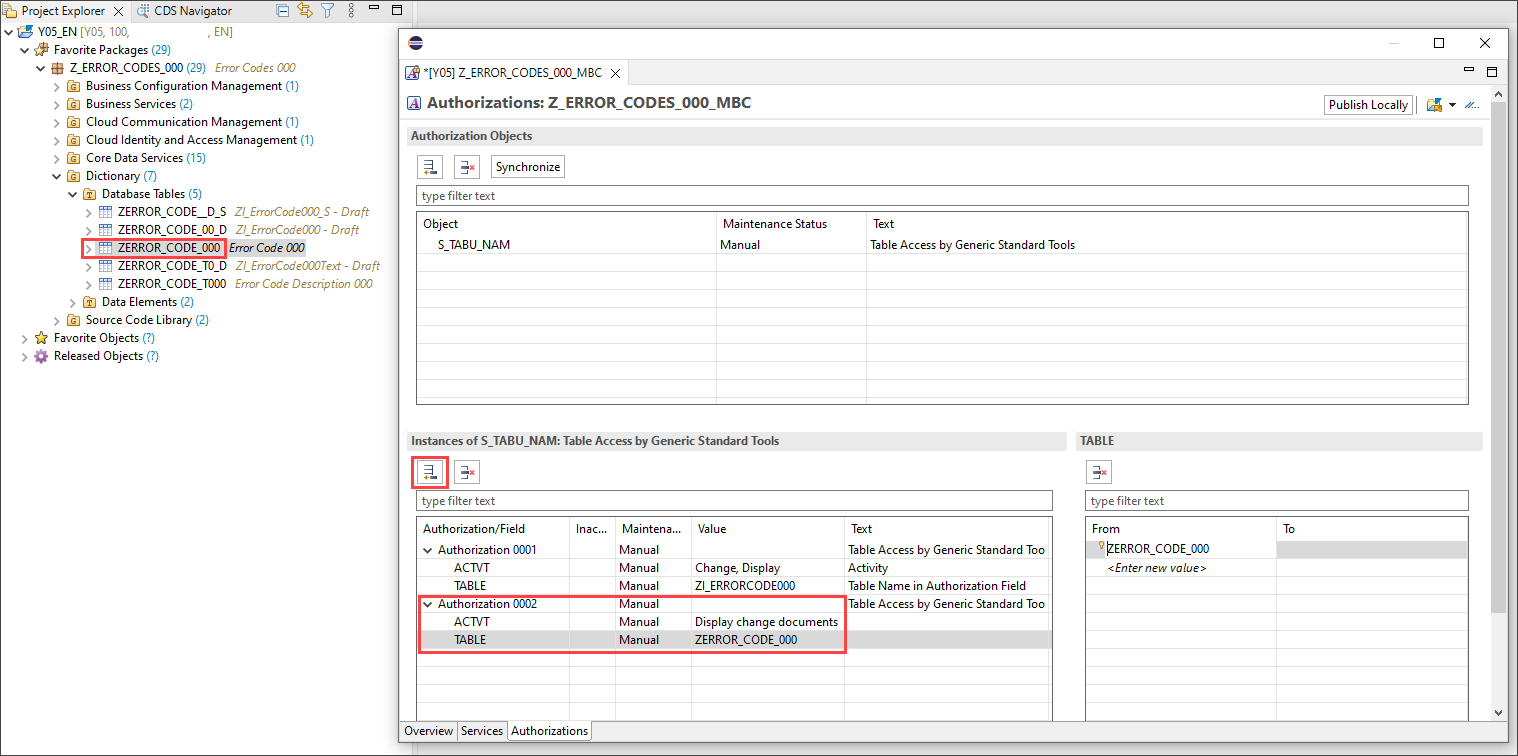 Project Explorer
CDS Navigator
Y05_EN [Y05, 100, , EN]
Favorite Packages (29)
Z_ERROR_CODES_000 (29) Error Codes 000
Business Configuration Management (1)
Business Services (2)
Cloud Communication Management (1)
Cloud Identity and Access Management (1)
Core Data Services (15)
Dictionary (7)
Database Tables (5)
ZERROR_CODE__D_S ZI_ErrorCode000_S - Draft
ZERROR_CODE_00_D ZI_ErrorCode000 - Draft
ZERROR_CODE_000 Error Code 000
ZERROR_CODE_T0_D ZI_ErrorCode000Text - Draft
ZERROR_CODE_T000 Error Code Description 000
Data Elements (2)
Source Code Library (2)
Favorite Objects (?)
Released Objects (?)
*[Y05] Z_ERROR_CODES_000_MBC
Authorizations: Z_ERROR_CODES_000_MBC
Publish Locally
Authorization Objects
Synchronize
type filter text
Object Maintenance Status Text
S_TABU_NAM Manual Table Access by Generic Standard Tools
Instances of S_TABU_NAM: Table Access by Generic Standard Tools
type filter text
Authorization/Field Inac... Maintena... Value Text
Authorization 0001 Manual Table Access by Generic Standard Too
ACTVT Manual Change, Display Activity
TABLE Manual ZI_ERRORCODE000 Table Name in Authorization Field
Authorization 0002 Manual Table Access by Generic Standard Too
ACTVT Manual Display change documents
TABLE Manual ZERROR_CODE_000
TABLE
type filter text
From To
ZERROR_CODE_000
<Enter new value>
Overview Services Authorizations